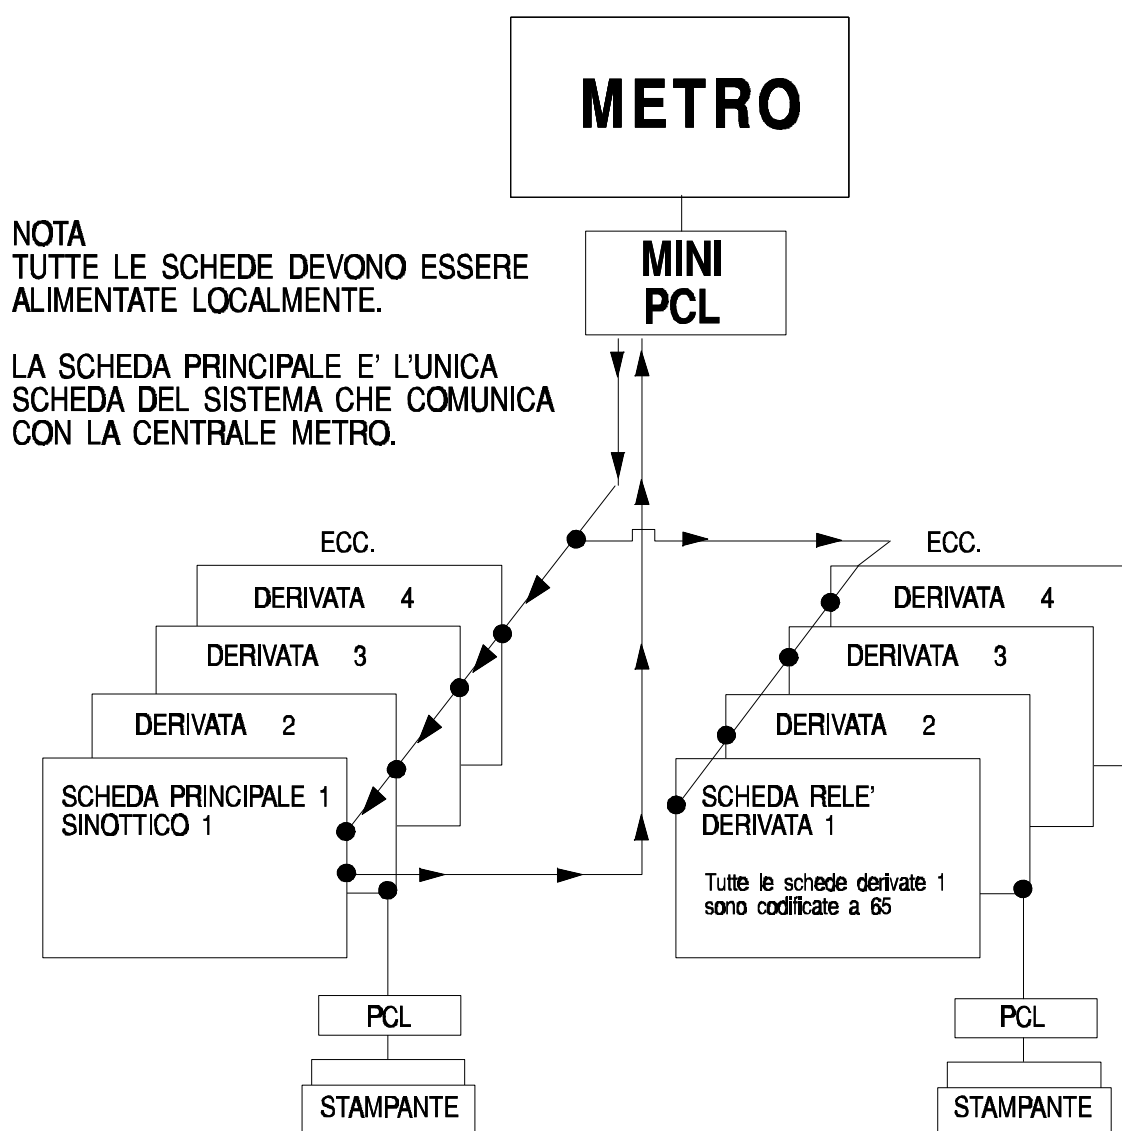 METRO
NOTA
TUTTE LE SCHEDE DEVONO ESSERE
ALIMENTATE LOCALMENTE.
MINI
PCL
LA SCHEDA PRINCIPALE E' L'UNICA
SCHEDA DEL SISTEMA CHE COMUNICA
CON LA CENTRALE METRO.
ECC.
DERIVATA 4
DERIVATA 3
DERIVATA 2
SCHEDA PRINCIPALE 1
SINOTTICO 1
PCL
STAMPANTE
ECC.
DERIVATA 4
DERIVATA 3
DERIVATA 2
SCHEDA RELE'
DERIVATA 1
Tutte le schede derivate 1
sono codificate a 65
PCL
STAMPANTE